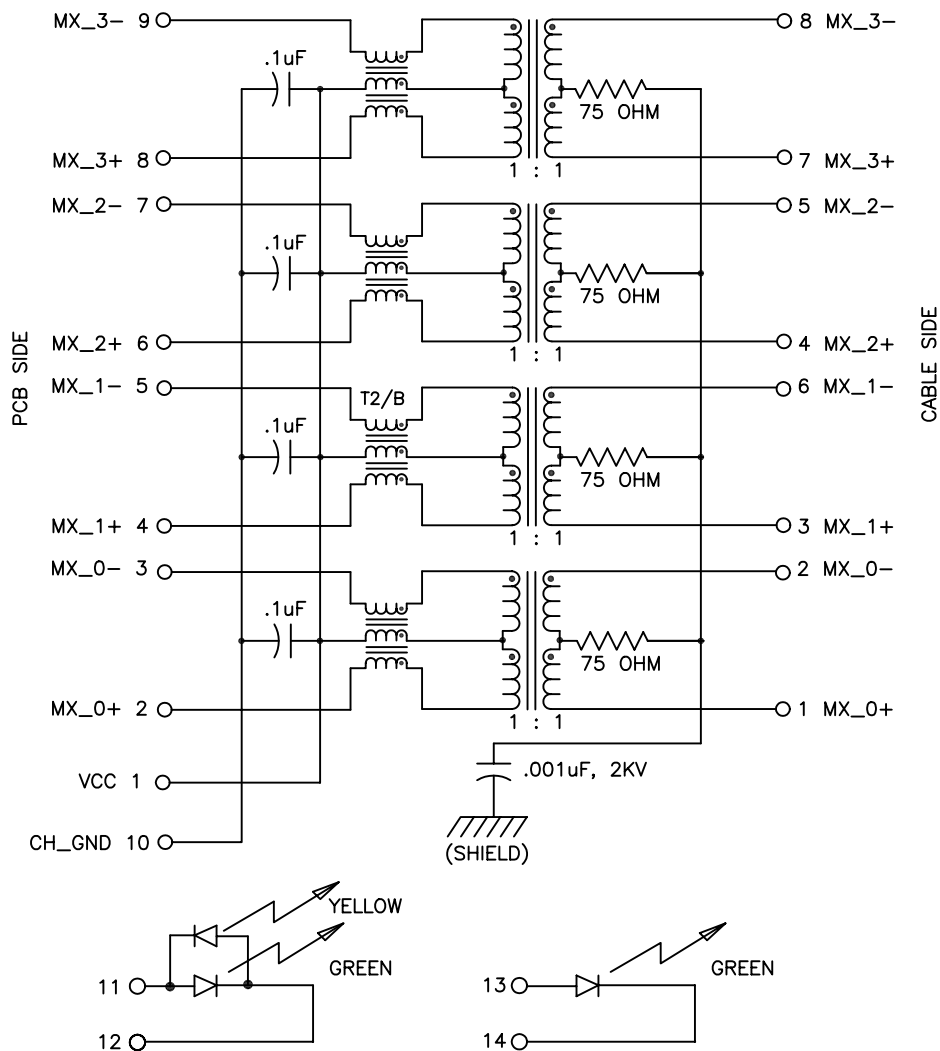 MX_3- 9
8 MX_3-
.1uF
75 OHM
MX_3+ 8
7 MX_3+
1 : 1
MX_2- 7
5 MX_2-
.1uF
75 OHM
MX_2+ 6
4 MX_2+
1 : 1
PCB SIDE
CABLE SIDE
MX_1- 5
T2/B
6 MX_1-
.1uF
75 OHM
MX_1+ 4
3 MX_1+
1 : 1
MX_0- 3
2 MX_0-
.1uF
75 OHM
MX_0+ 2
1 MX_0+
1 : 1
VCC 1
.001uF, 2KV
CH_GND 10
(SHIELD)
YELLOW
GREEN
GREEN
11
13
12
14